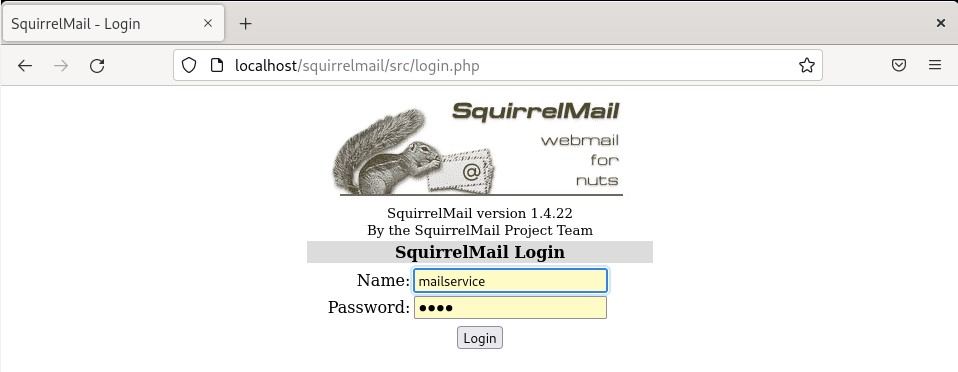 SquirrelMail - Login
localhost/squirrelmail/src/login.php
SquirrelMail
webmail
for
nuts
@
SquirrelMail version 1.4.22
By the SquirrelMail Project Team
SquirrelMail Login
Name: mailservice
Password: ●●●●
Login